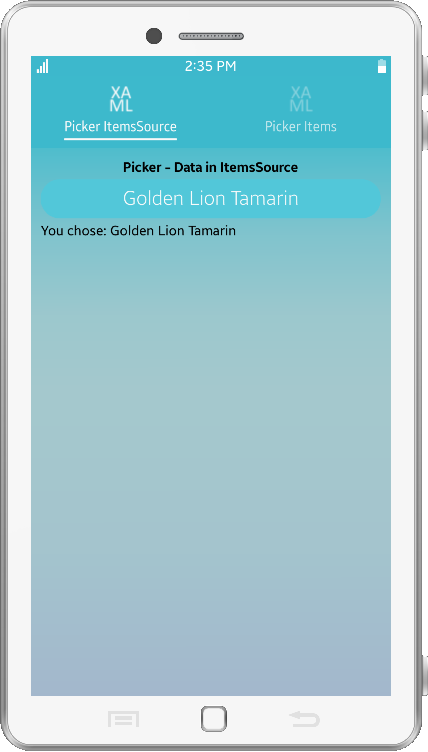 2:35 PM
XA
ML
XA
ML
Picker ItemsSource
Picker Items
Picker - Data in ItemsSource
Golden Lion Tamarin
You chose: Golden Lion Tamarin